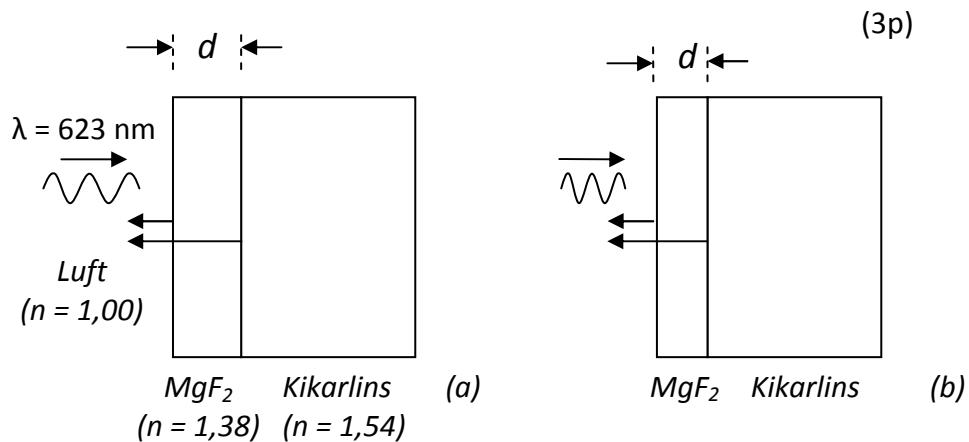 (3p)
d
d
λ = 623 nm
Luft
(n = 1,00)
MgF₂ Kikarlins (a)
(n = 1,38) (n = 1,54)
MgF₂ Kikarlins (b)